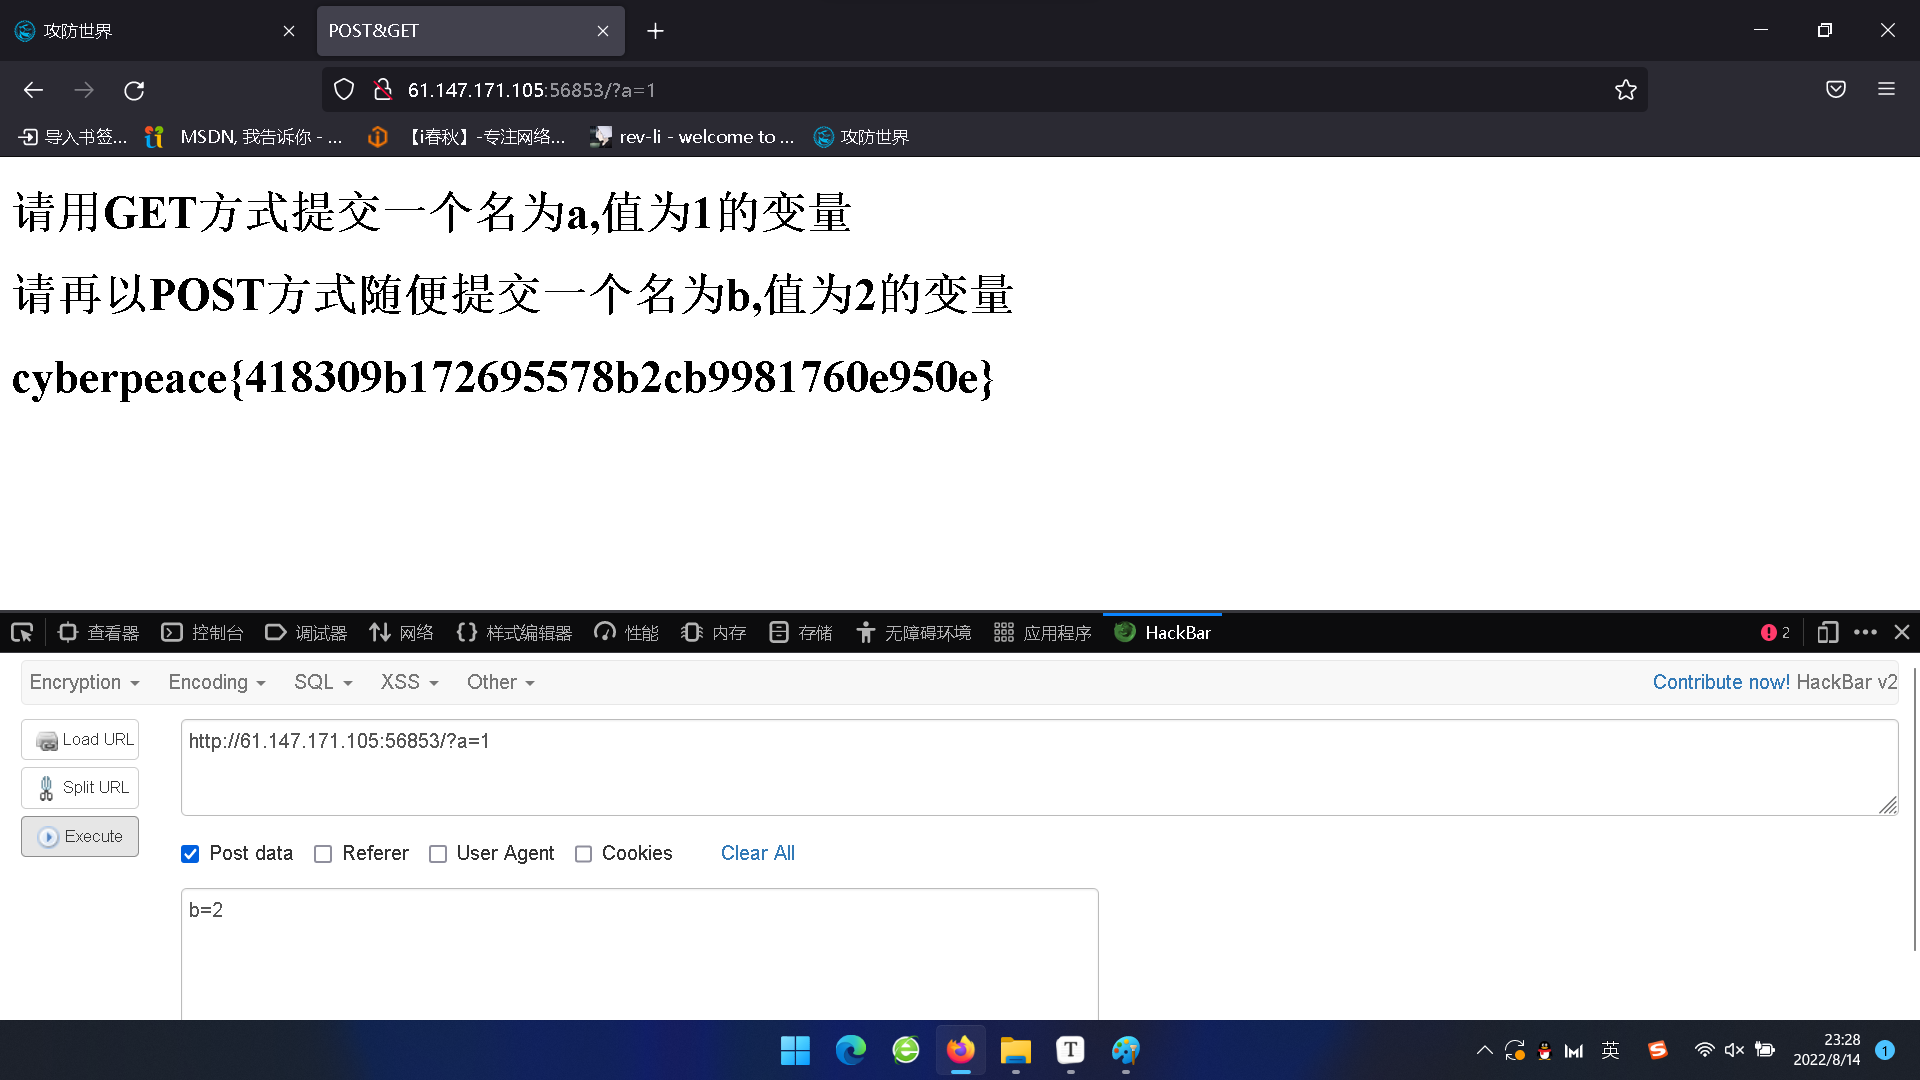 攻防世界
POST&GET
61.147.171.105:56853/?a=1
导入书签...
MSDN, 我告诉你 - ...
【i春秋】-专注网络...
rev-li - welcome to ...
攻防世界
请用GET方式提交一个名为a,值为1的变量
请再以POST方式随便提交一个名为b,值为2的变量
cyberpeace{418309b172695578b2cb9981760e950e}
查看器
控制台
调试器
网络
样式编辑器
性能
内存
存储
无障碍环境
应用程序
HackBar
2
Encryption
Encoding
SQL
XSS
Other
Contribute now! HackBar v2
Load URL
http://61.147.171.105:56853/?a=1
Split URL
Execute
Post data
Referer
User Agent
Cookies
Clear All
b=2
T
英
23:28
2022/8/14
1